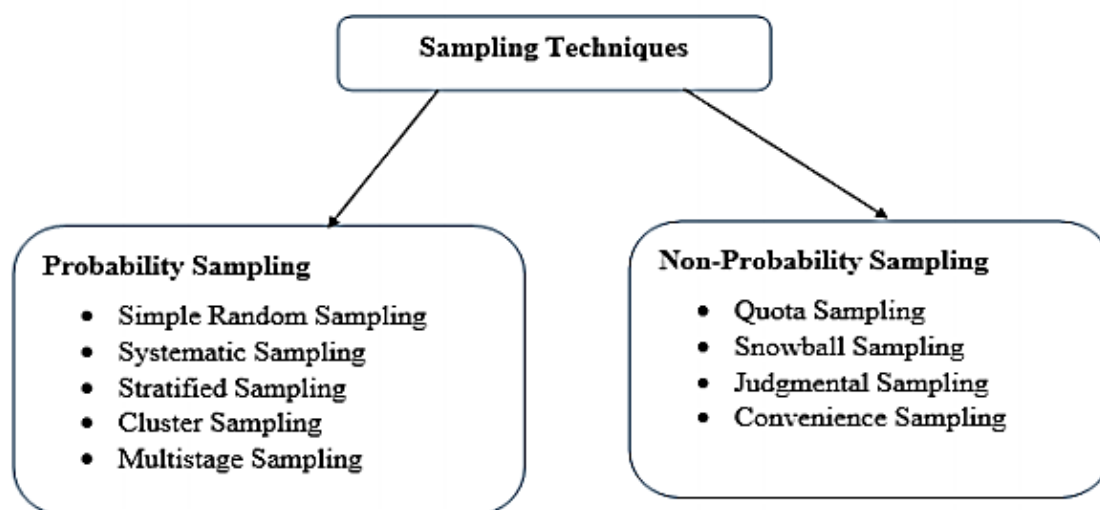 Sampling Techniques
Probability Sampling
• Simple Random Sampling
• Systematic Sampling
• Stratified Sampling
• Cluster Sampling
• Multistage Sampling
Non-Probability Sampling
• Quota Sampling
• Snowball Sampling
• Judgmental Sampling
• Convenience Sampling